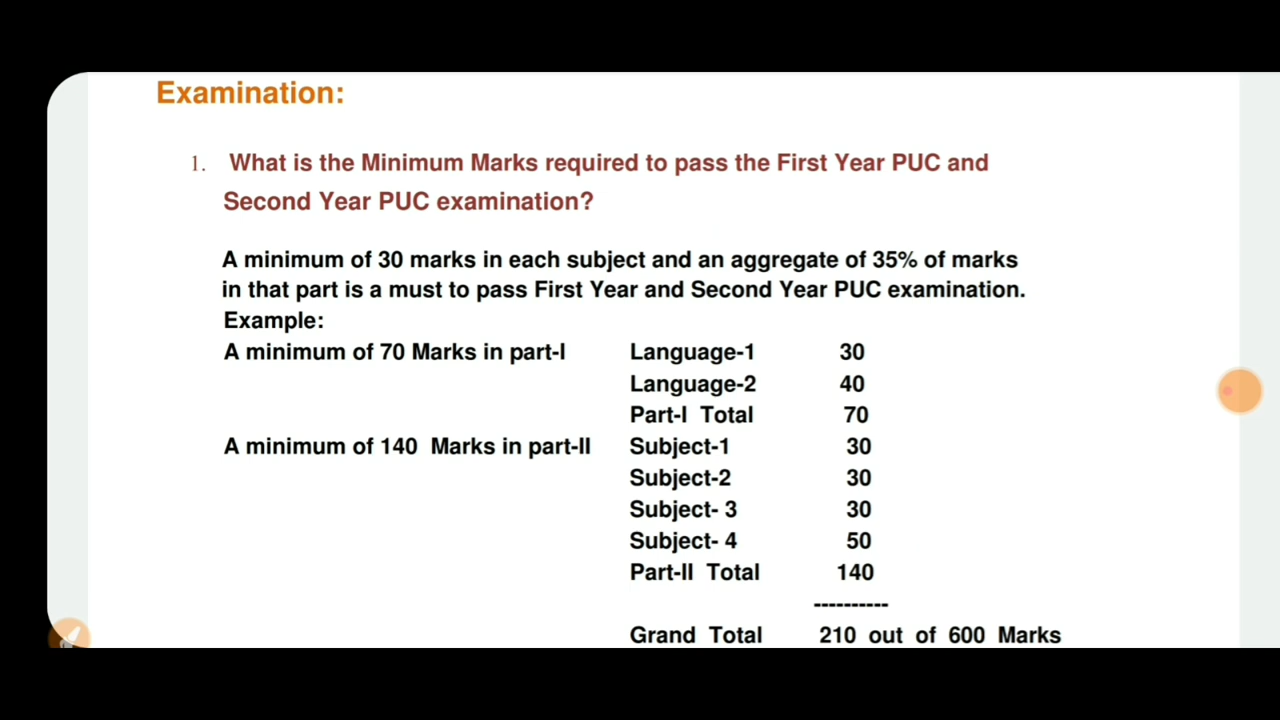 Examination:
1. What is the Minimum Marks required to pass the First Year PUC and
Second Year PUC examination?
A minimum of 30 marks in each subject and an aggregate of 35% of marks
in that part is a must to pass First Year and Second Year PUC examination.
Example:
A minimum of 70 Marks in part-I Language-1 30
Language-2 40
Part-I Total 70
A minimum of 140 Marks in part-II Subject-1 30
Subject-2 30
Subject- 3 30
Subject- 4 50
Part-II Total 140
----------
Grand Total 210 out of 600 Marks